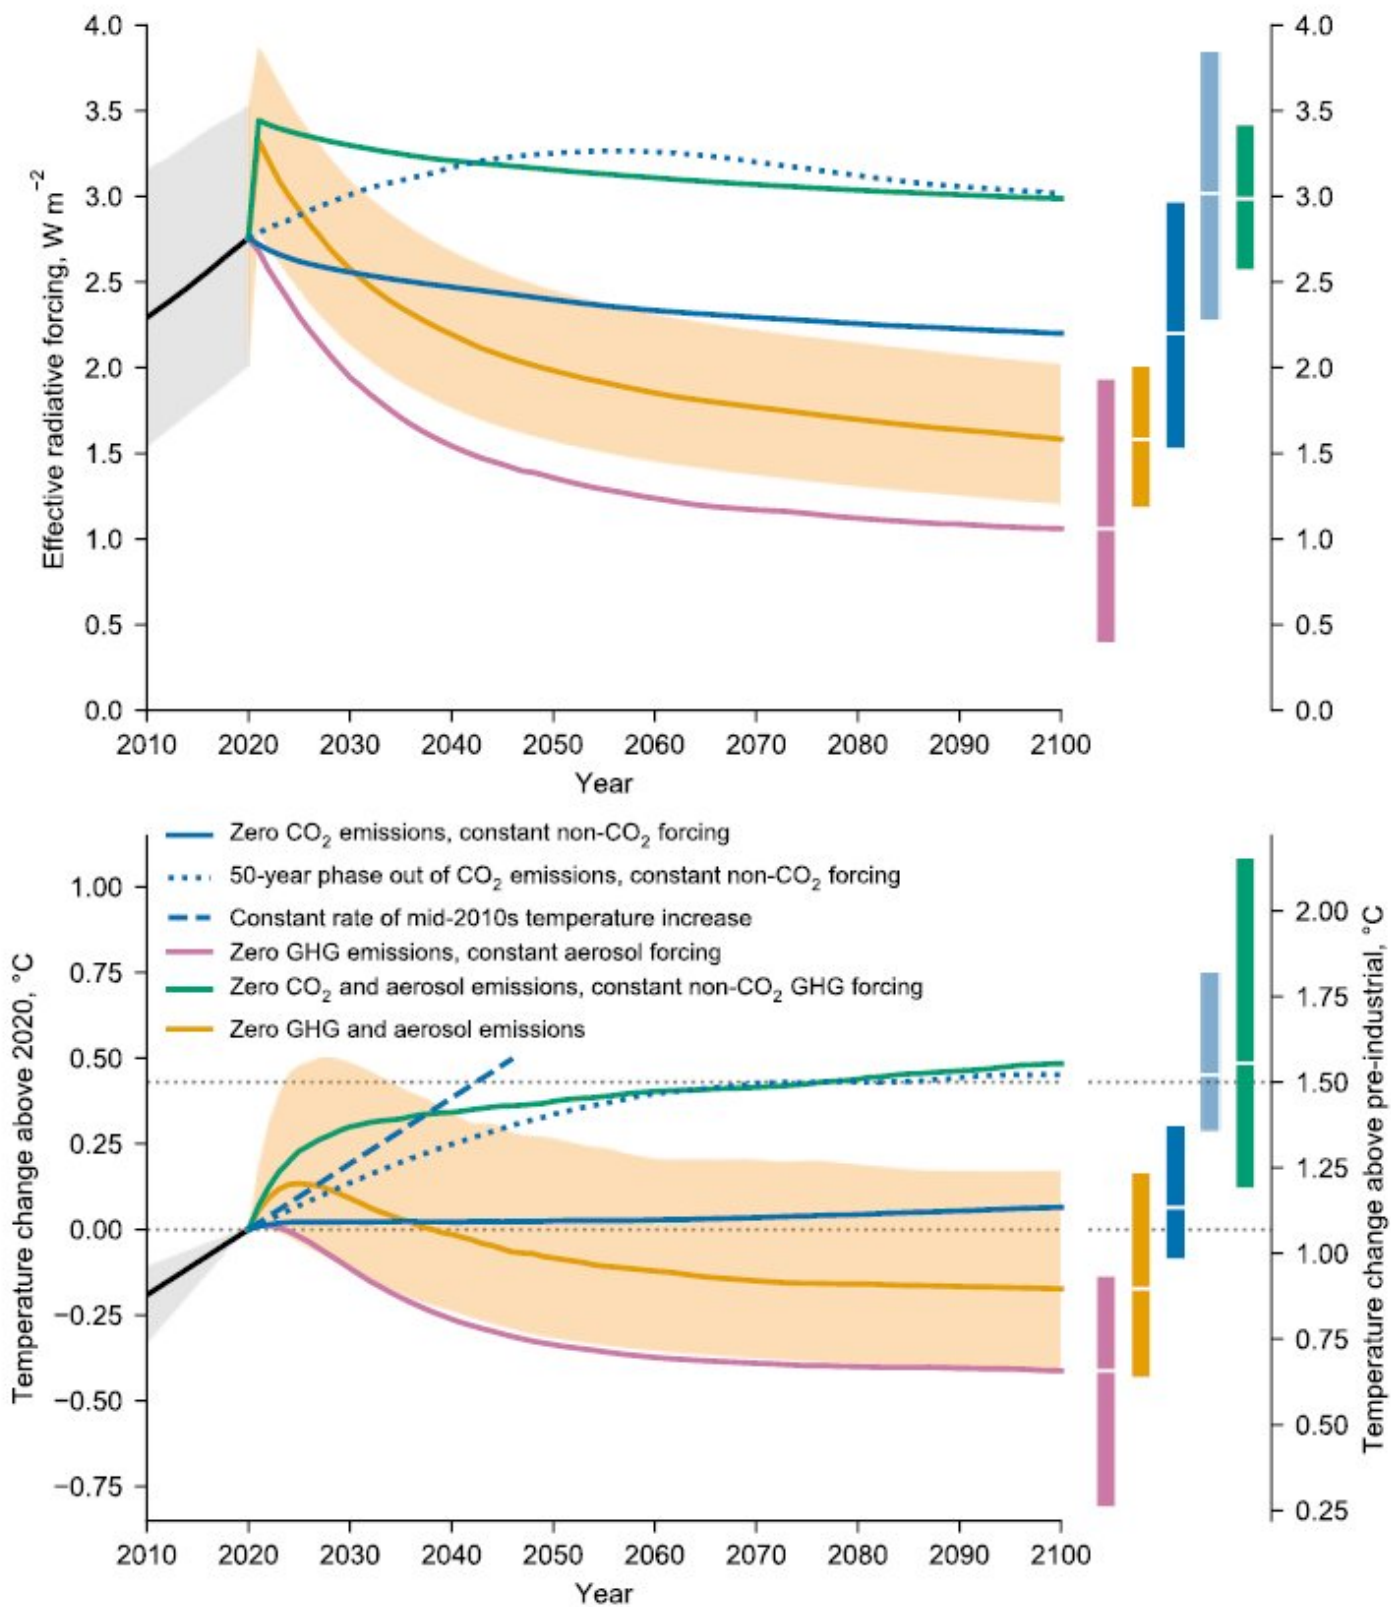 4.0
3.5
3.0
2.5
2.0
1.5
1.0
0.5
0.0
Effective radiative forcing, W m⁻²
4.0
3.5
3.0
2.5
2.0
1.5
1.0
0.5
0.0
2010 2020 2030 2040 2050 2060 2070 2080 2090 2100
Year
Zero CO₂ emissions, constant non-CO₂ forcing
50-year phase out of CO₂ emissions, constant non-CO₂ forcing
Constant rate of mid-2010s temperature increase
Zero GHG emissions, constant aerosol forcing
Zero CO₂ and aerosol emissions, constant non-CO₂ GHG forcing
Zero GHG and aerosol emissions
1.00
0.75
0.50
0.25
0.00
−0.25
−0.50
−0.75
Temperature change above 2020, °C
2.00
1.75
1.50
1.25
1.00
0.75
0.50
0.25
Temperature change above pre-industrial, °C
2010 2020 2030 2040 2050 2060 2070 2080 2090 2100
Year